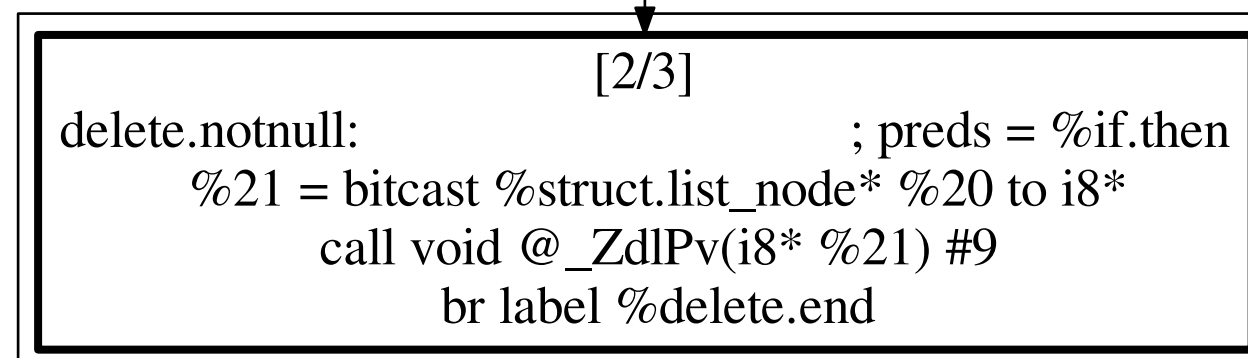 [2/3]
delete.notnull: ; preds = %if.then
%21 = bitcast %struct.list_node* %20 to i8*
call void @_ZdlPv(i8* %21) #9
br label %delete.end